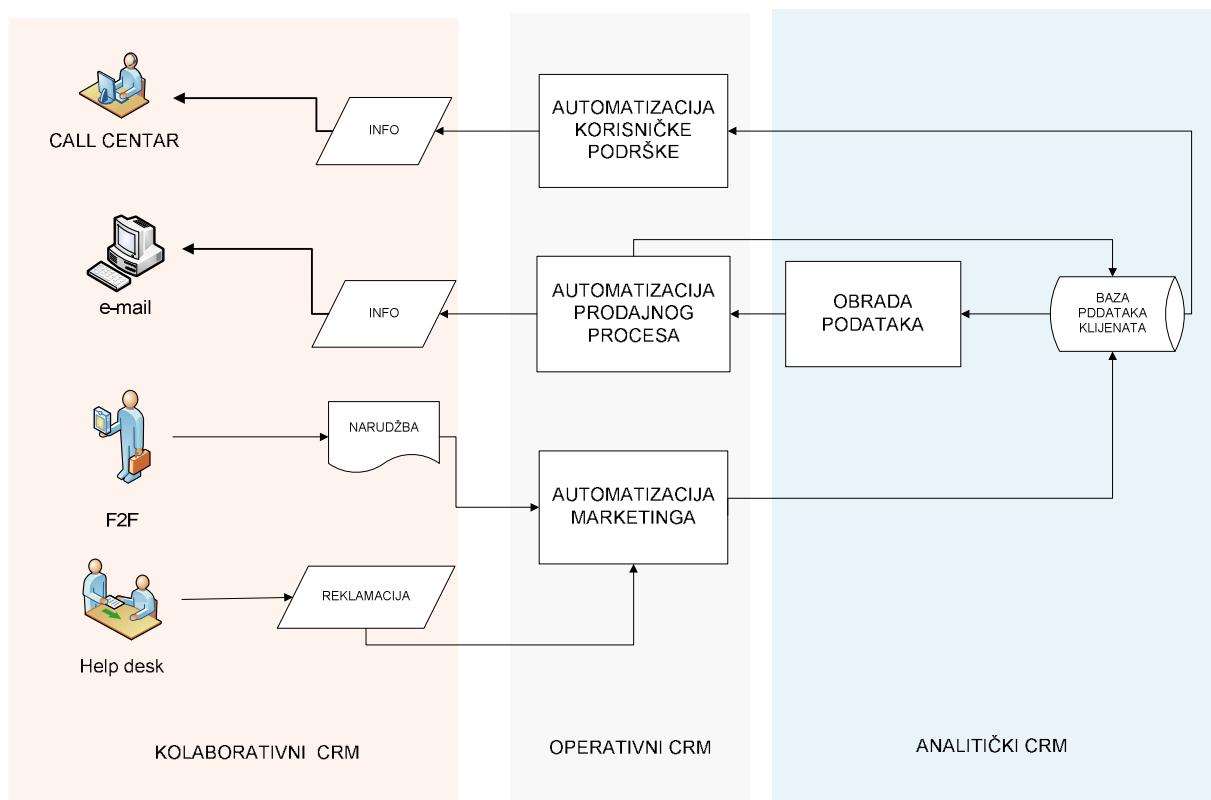 CALL CENTAR
INFO
AUTOMATIZACIJA
KORISNIČKE
PODRŠKE
e-mail
INFO
AUTOMATIZACIJA
PRODAJNOG
PROCESA
OBRADA
PODATAKA
BAZA
PDDATAKA
KLIJENATA
F2F
NARUDŽBA
AUTOMATIZACIJA
MARKETINGA
Help desk
REKLAMACIJA
KOLABORATIVNI CRM
OPERATIVNI CRM
ANALITIČKI CRM